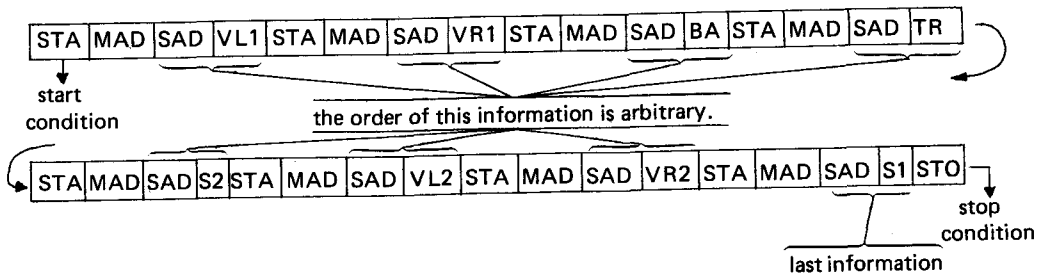 STA MAD SAD VL1 STA MAD SAD VR1 STA MAD SAD BA STA MAD SAD TR
start
condition
the order of this information is arbitrary.
STA MAD SAD S2 STA MAD SAD VL2 STA MAD SAD VR2 STA MAD SAD S1 STO
stop
condition
last information